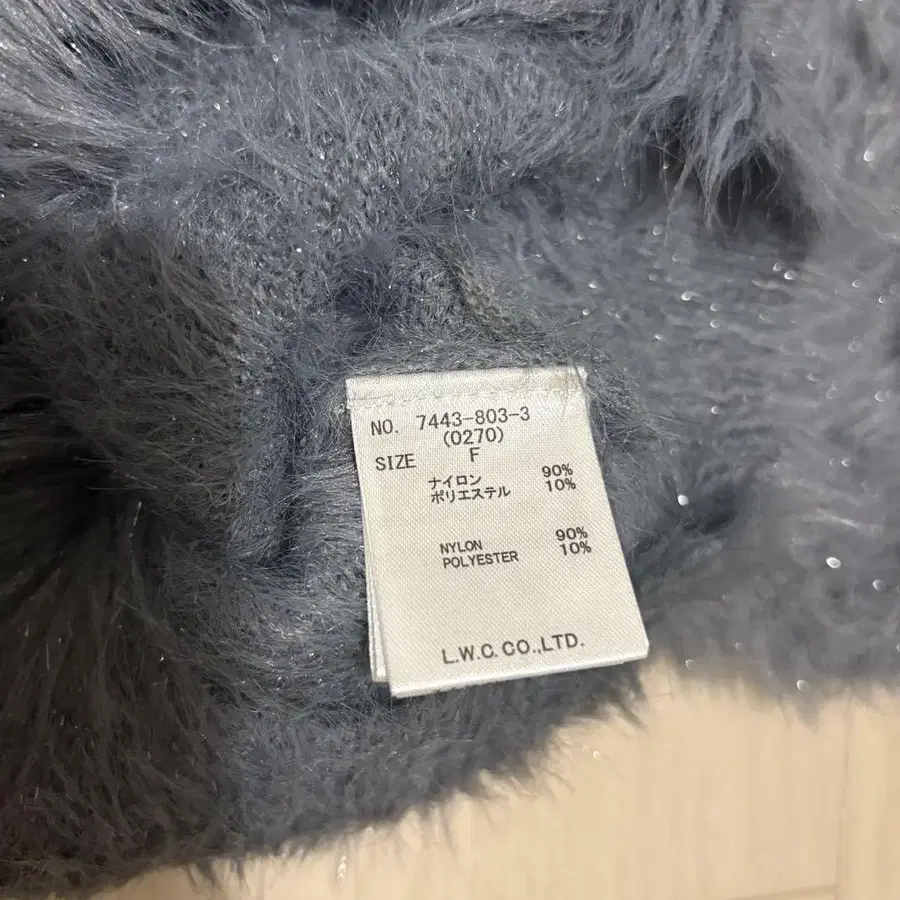 NO. 7443-803-3
(0270)
SIZE F
ナイロン 90%
ポリエステル 10%
NYLON 90%
POLYESTER 10%
L.W.C. CO.,LTD.